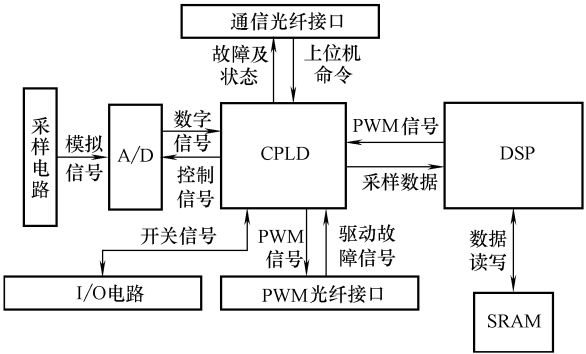 通信光纤接口
故障及
状态
上位机
命令
采样电路
模拟
信号
A/D
数字
信号
控制
信号
CPLD
PWM信号
采样数据
DSP
开关信号
PWM
信号
驱动故
障信号
数据
读写
I/O电路
PWM光纤接口
SRAM